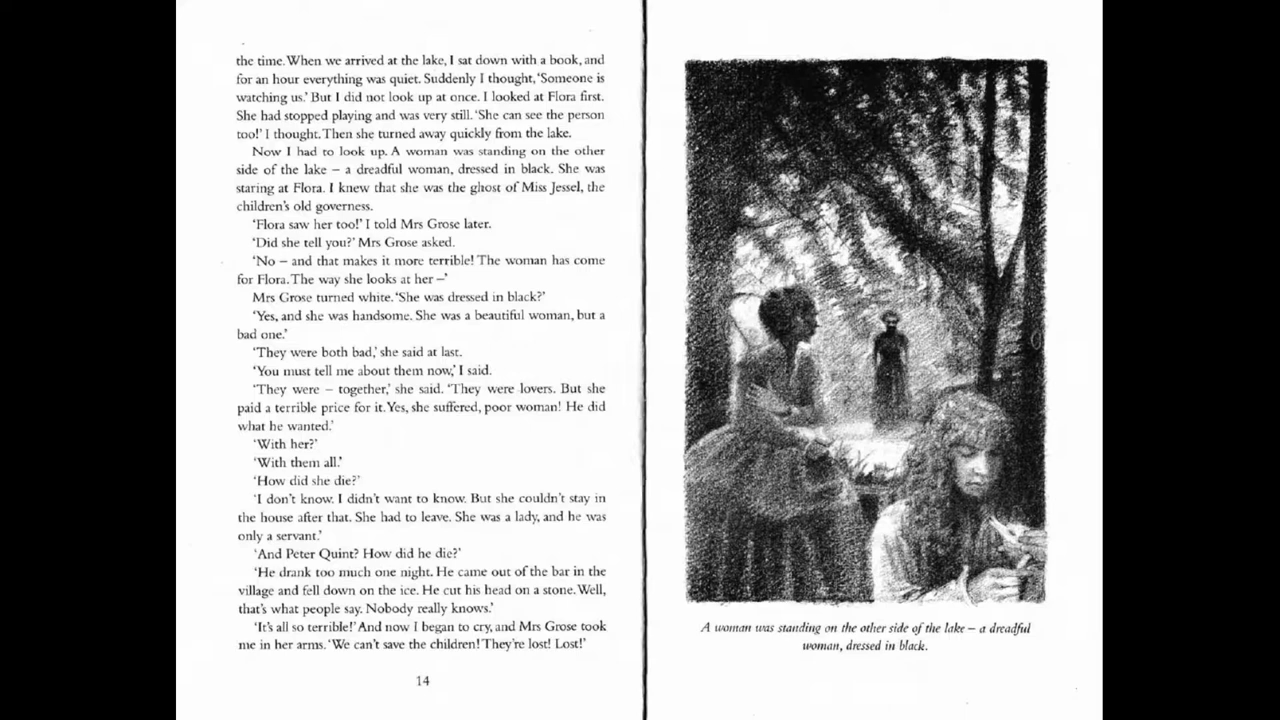 the time. When we arrived at the lake, I sat down with a book, and
for an hour everything was quiet. Suddenly I thought, ‘Someone is
watching us.’ But I did not look up at once. I looked at Flora first.
She had stopped playing and was very still. ‘She can see the person
too!’ I thought. Then she turned away quickly from the lake.
Now I had to look up. A woman was standing on the other
side of the lake – a dreadful woman, dressed in black. She was
staring at Flora. I knew that she was the ghost of Miss Jessel, the
children’s old governess.
‘Flora saw her too!’ I told Mrs Grose later.
‘Did she tell you?’ Mrs Grose asked.
‘No – and that makes it more terrible! The woman has come
for Flora. The way she looks at her –’
Mrs Grose turned white. ‘She was dressed in black?’
‘Yes, and she was handsome. She was a beautiful woman, but a
bad one.’
‘They were both bad,’ she said at last.
‘You must tell me about them now,’ I said.
‘They were – together,’ she said. ‘They were lovers. But she
paid a terrible price for it. Yes, she suffered, poor woman! He did
what he wanted.’
‘With her?’
‘With them all.’
‘How did she die?’
‘I don’t know. I didn’t want to know. But she couldn’t stay in
the house after that. She had to leave. She was a lady, and he was
only a servant.’
‘And Peter Quint? How did he die?’
‘He drank too much one night. He came out of the bar in the
village and fell down on the ice. He cut his head on a stone. Well,
that’s what people say. Nobody really knows.’
‘It’s all so terrible!’ And now I began to cry, and Mrs Grose took
me in her arms. ‘We can’t save the children! They’re lost! Lost!’
14
A woman was standing on the other side of the lake – a dreadful
woman, dressed in black.